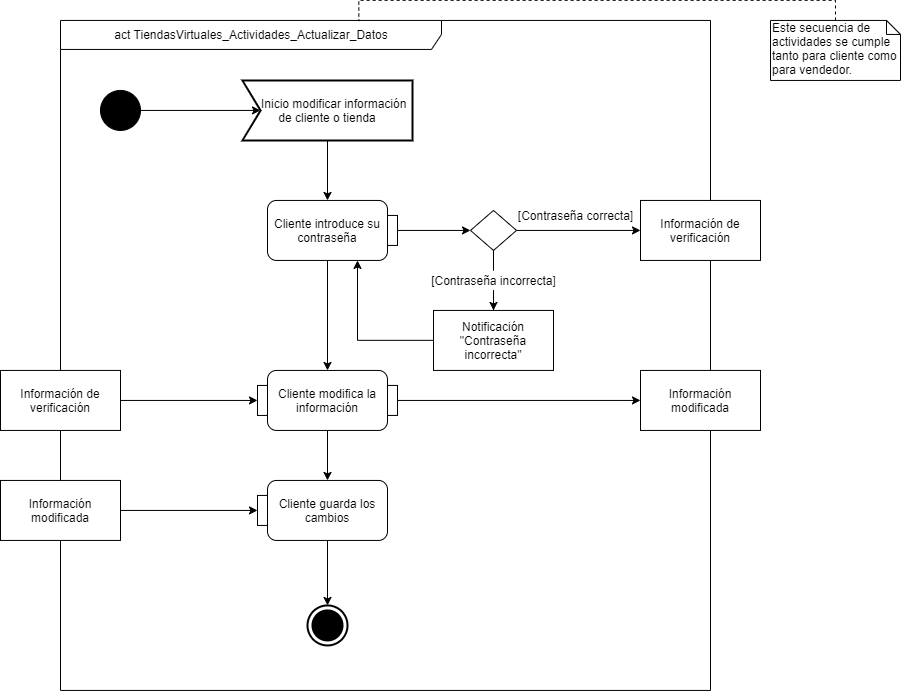 act TiendasVirtuales_Actividades_Actualizar_Datos
Este secuencia de
actividades se cumple
tanto para cliente como
para vendedor.
Inicio modificar información
de cliente o tienda
Cliente introduce su
contraseña
[Contraseña correcta]
Información de
verificación
[Contraseña incorrecta]
Notificación
"Contraseña
incorrecta"
Información de
verificación
Cliente modifica la
información
Información
modificada
Información
modificada
Cliente guarda los
cambios